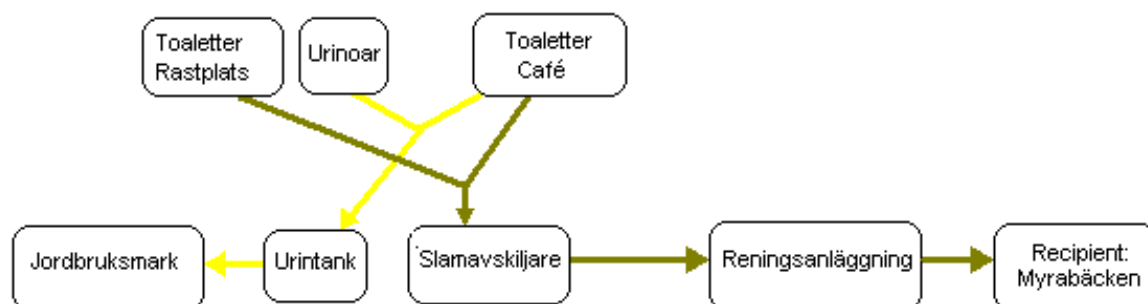 Toaletter
Rastplats
Urinoar
Toaletter
Café
Jordbruksmark
Urintank
Slamavskiljare
Reningsanläggning
Recipient:
Myrabäcken